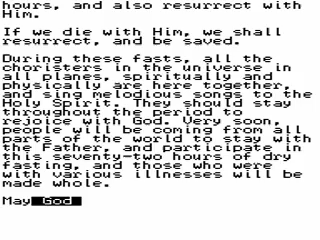 hours, and also resurrect with
Him.
If we die with Him, we shall
resurrect, and be saved.
During these fasts, all the
choristers in the universe in
all planes, spiritually and
physically are here together,
and sing melodious songs to the
Holy Spirit. They should stay
throughout the period to
rejoice with God. Very soon,
people will be coming from all
parts of the world to stay with
the Father, and participate in
this seventy-two hours of dry
fasting, and those who were
with various illnesses will be
made whole.
May God